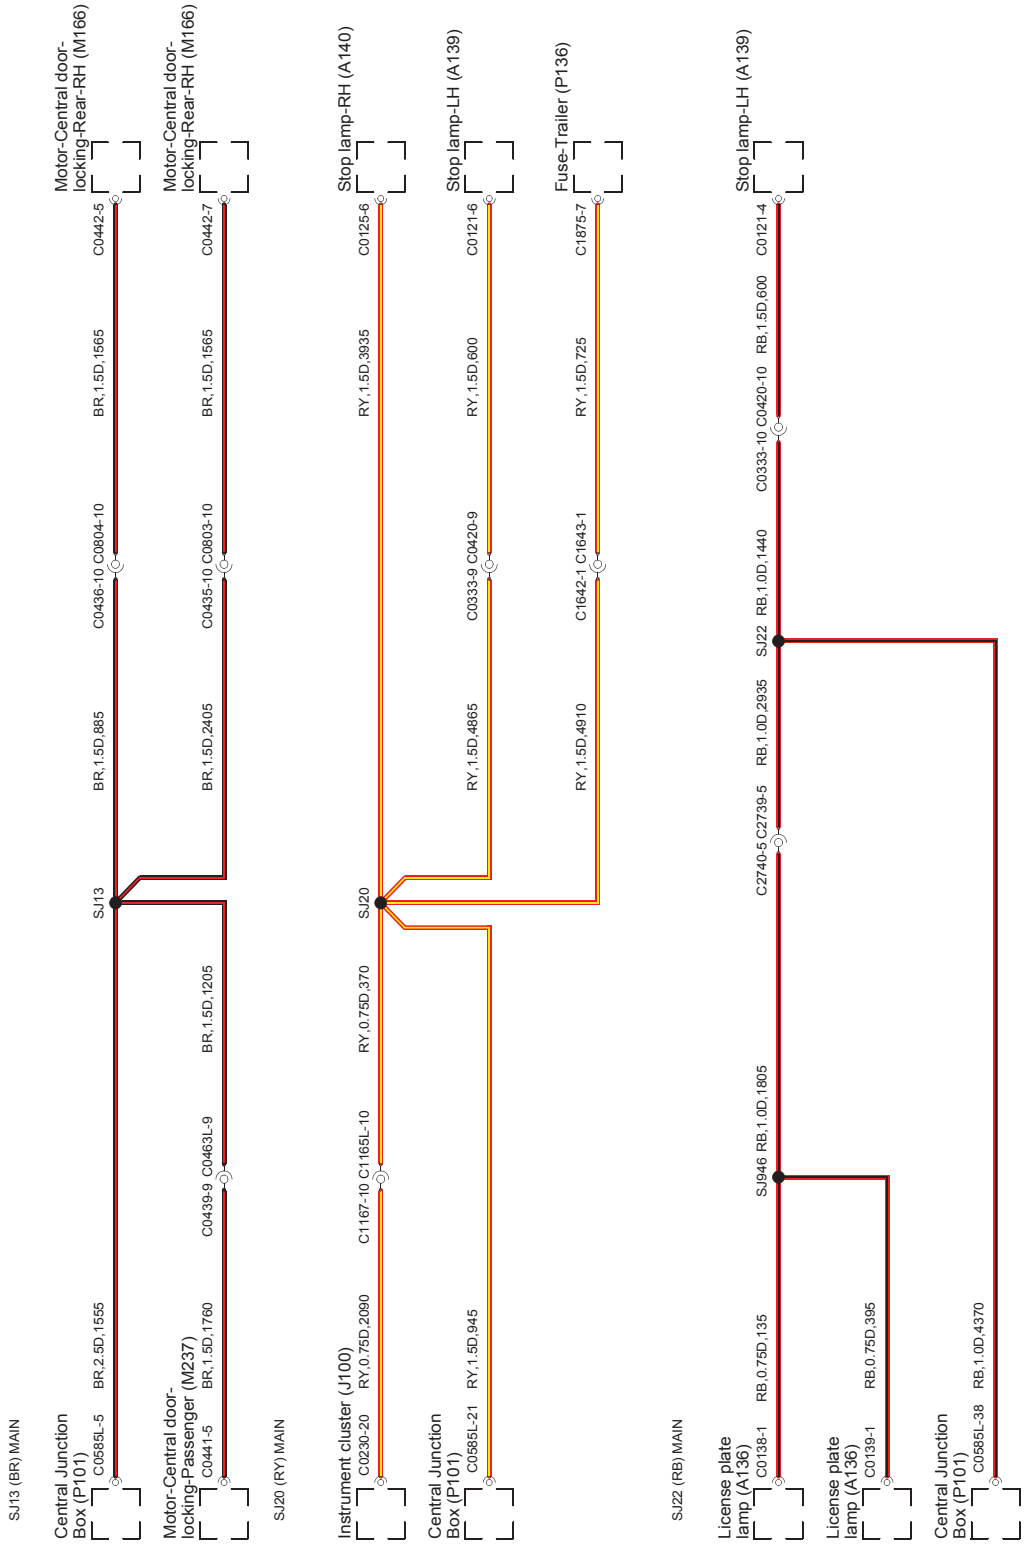 SJ13 (BR) MAIN
Central Junction
Box (P101)
C0585L-5
BR,2.5D,1555
SJ13
BR,1.5D,885
C0436-10
C0804-10
BR,1.5D,1565
C0442-5
Motor-Central door-
locking-Rear-RH (M166)
Motor-Central door-
locking-Passenger (M237)
C0441-5
BR,1.5D,1760
C0439-9
C0463L-9
BR,1.5D,1205
BR,1.5D,2405
C0435-10
C0803-10
BR,1.5D,1565
C0442-7
Motor-Central door-
locking-Rear-RH (M166)
SJ20 (RY) MAIN
Instrument cluster (J100)
C0230-20
RY,0.75D,2090
C1167-10
C1165L-10
RY,0.75D,370
SJ20
RY,1.5D,3935
C0125-6
Stop lamp-RH (A140)
Central Junction
Box (P101)
C0585L-21
RY,1.5D,945
RY,1.5D,4865
C0333-9
C0420-9
RY,1.5D,600
C0121-6
Stop lamp-LH (A139)
RY,1.5D,4910
C1642-1
C1643-1
RY,1.5D,725
C1875-7
Fuse-Trailer (P136)
SJ22 (RB) MAIN
License plate
lamp (A136)
C0138-1
RB,0.75D,135
SJ946
RB,1.0D,1805
C2740-5
C2739-5
RB,1.0D,2935
SJ22
RB,1.0D,1440
C0333-10
C0420-10
RB,1.5D,600
C0121-4
Stop lamp-LH (A139)
License plate
lamp (A136)
C0139-1
RB,0.75D,395
Central Junction
Box (P101)
C0585L-38
RB,1.0D,4370